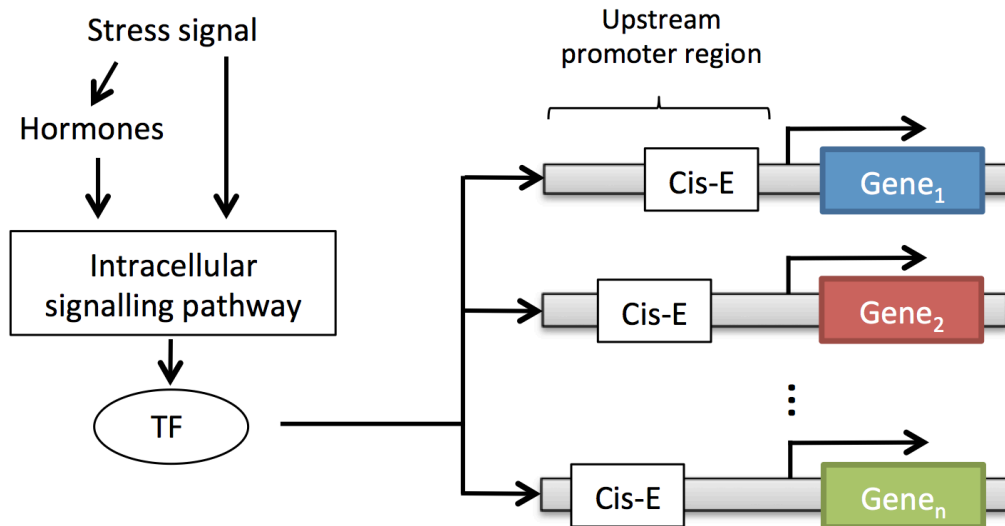 Stress signal
Hormones
Intracellular
signalling pathway
TF
Upstream
promoter region
Cis-E
Gene₁
Cis-E
Gene₂
⋮
Cis-E
Geneₙ